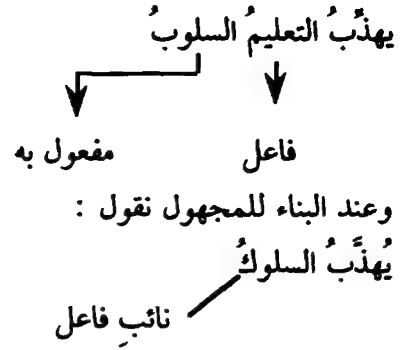 يهذِّبُ التعليمُ السلوبُ
فاعل مفعول به
وعند البناء للمجهول نقول :
يُهذَّبُ السلوكُ
نائبِ فاعل